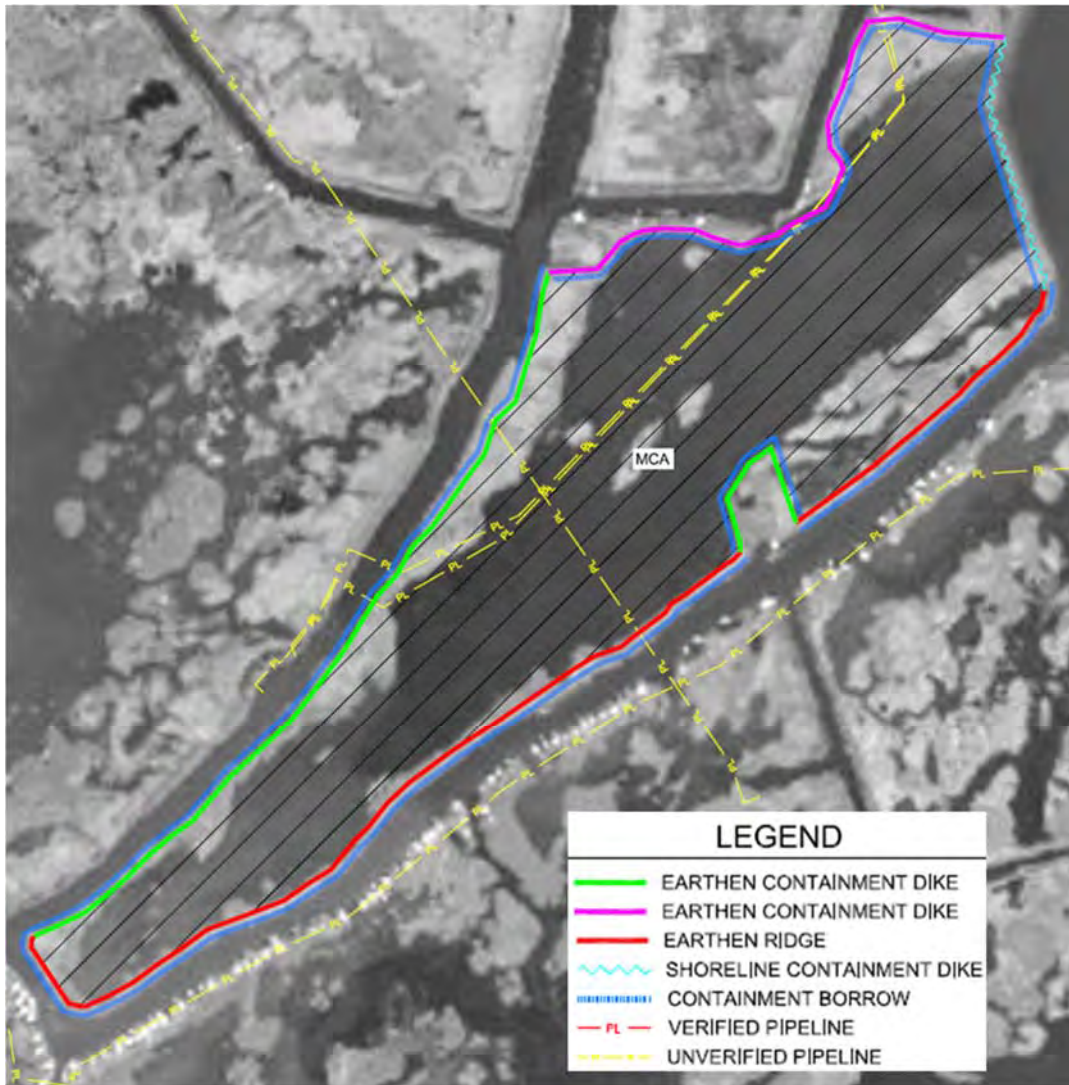 MCA
LEGEND
EARTHEN CONTAINMENT DIKE
EARTHEN CONTAINMENT DIKE
EARTHEN RIDGE
SHORELINE CONTAINMENT DIKE
CONTAINMENT BORROW
PL VERIFIED PIPELINE
UNVERIFIED PIPELINE